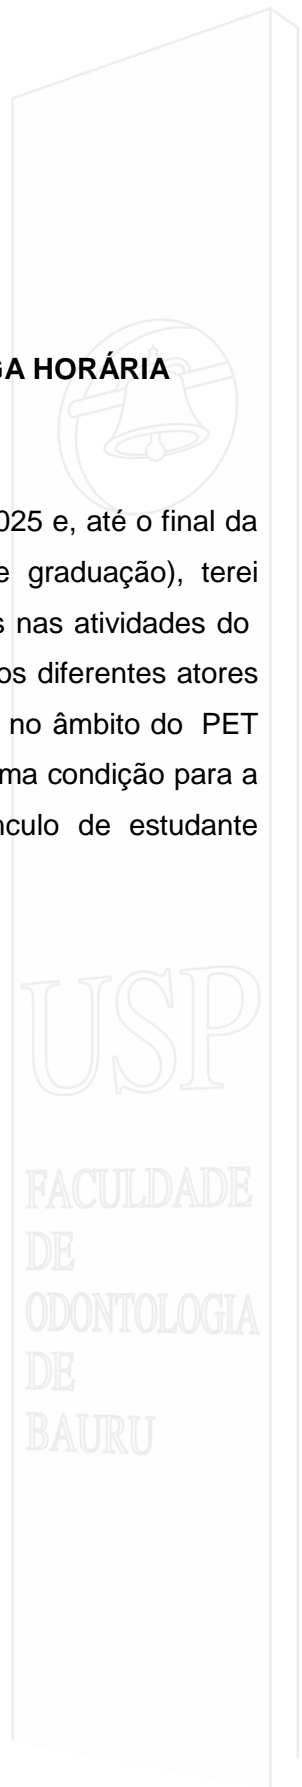 GA HORÁRIA
025 e, até o final da
e graduação), terei
s nas atividades do
os diferentes atores
no âmbito do PET
ma condição para a
nculo de estudante
USP
FACULDADE
DE
ODONTOLOGIA
DE
BAURU